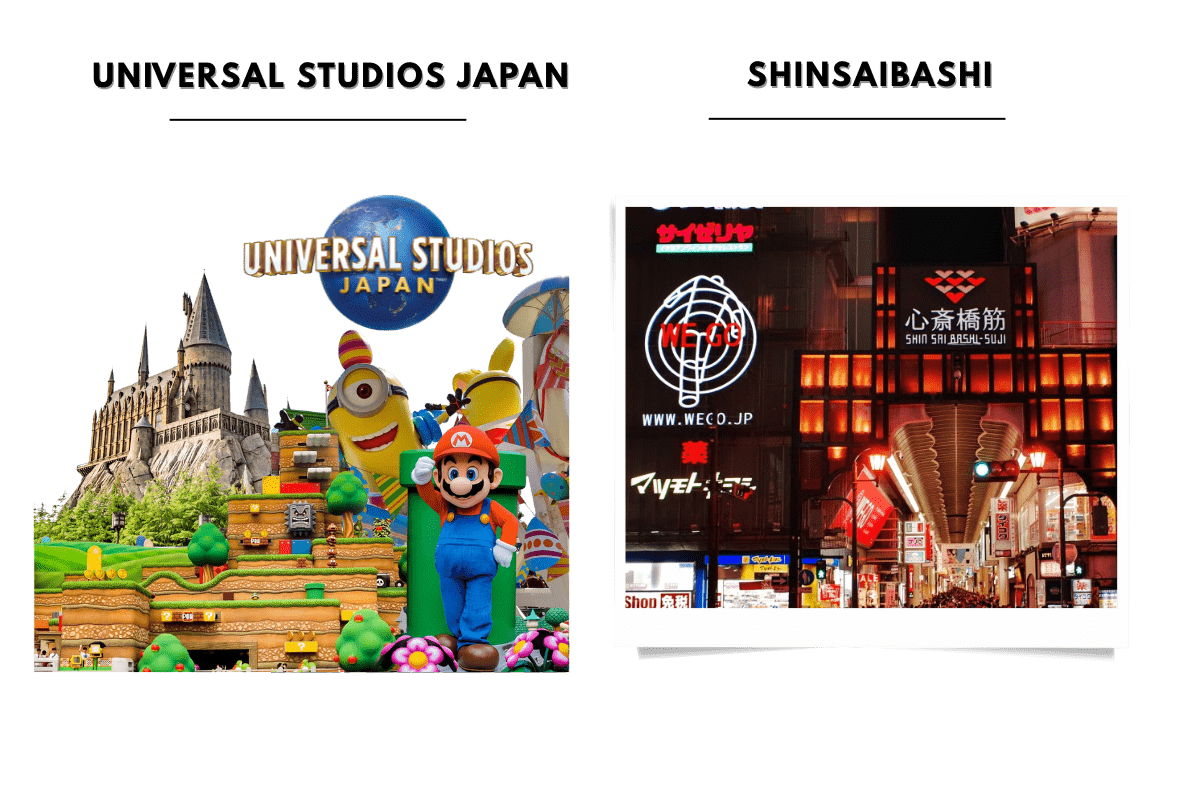 UNIVERSAL STUDIOS JAPAN
SHINSAIBASHI
UNIVERSAL STUDIOS
JAPAN
M
サイゼリヤ
WE GO
WWW.WEGO.JP
薬
マツモトキヨシ
心斎橋筋
SHIN SAI BASHI-SUJI
Shop 免税